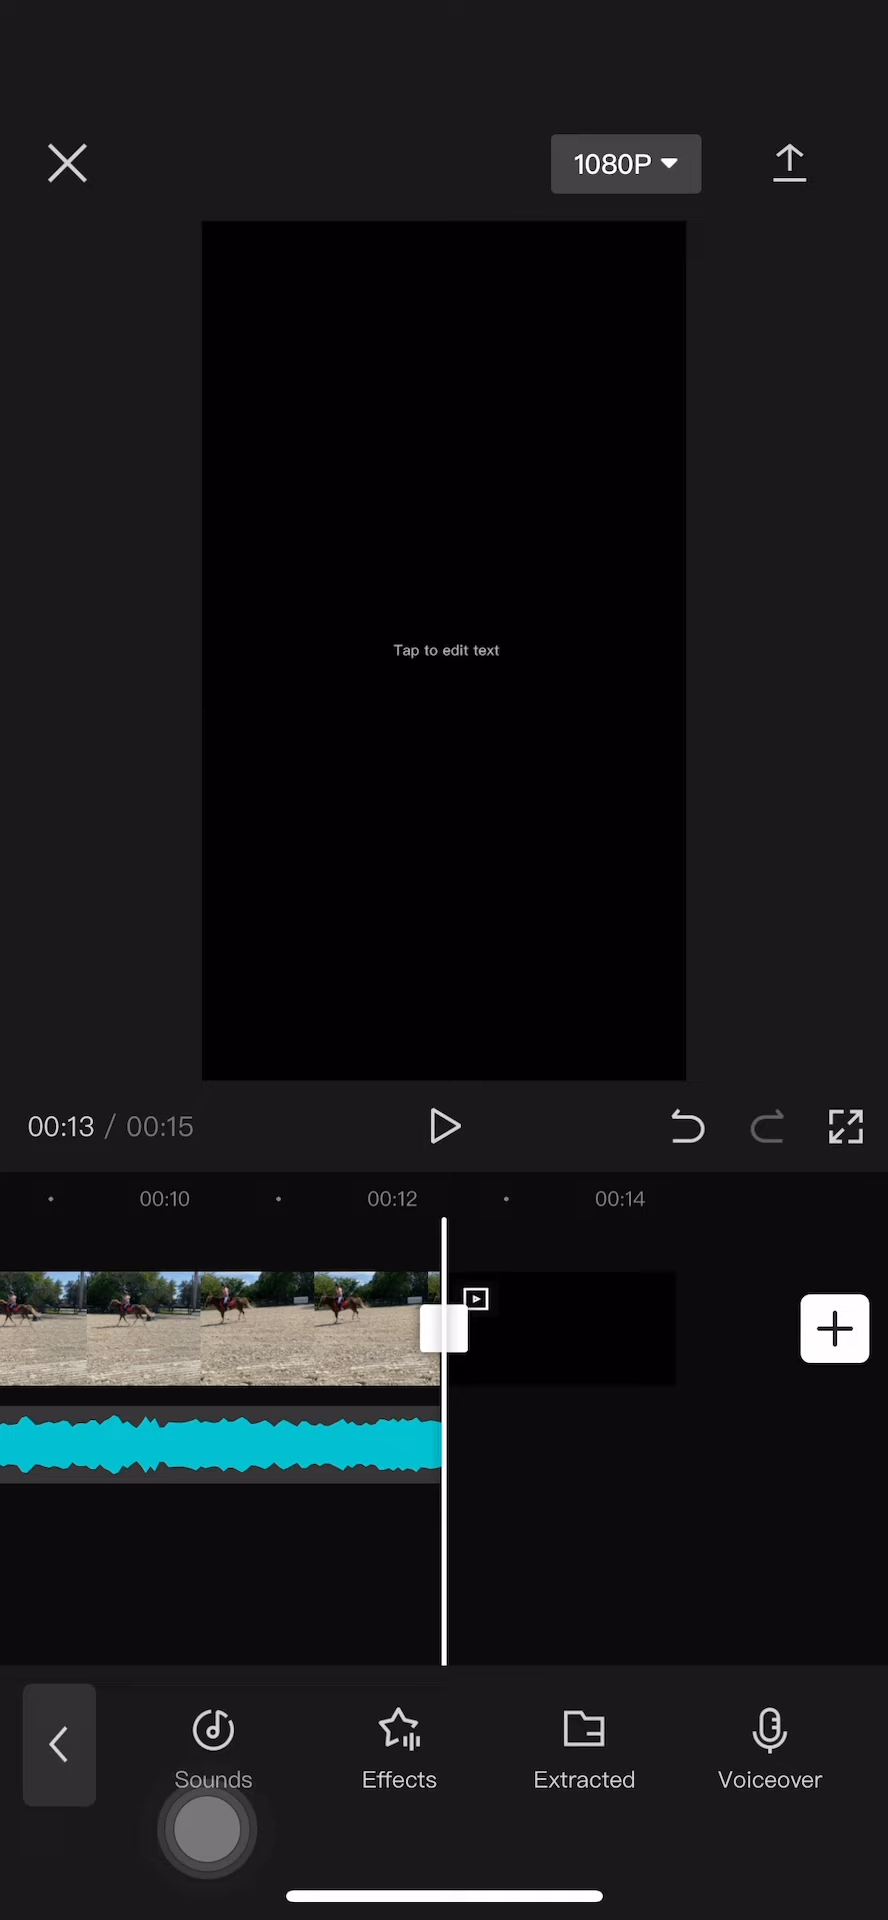 1080P
Tap to edit text
00:13 / 00:15
00:10 00:12 00:14
Sounds Effects Extracted Voiceover